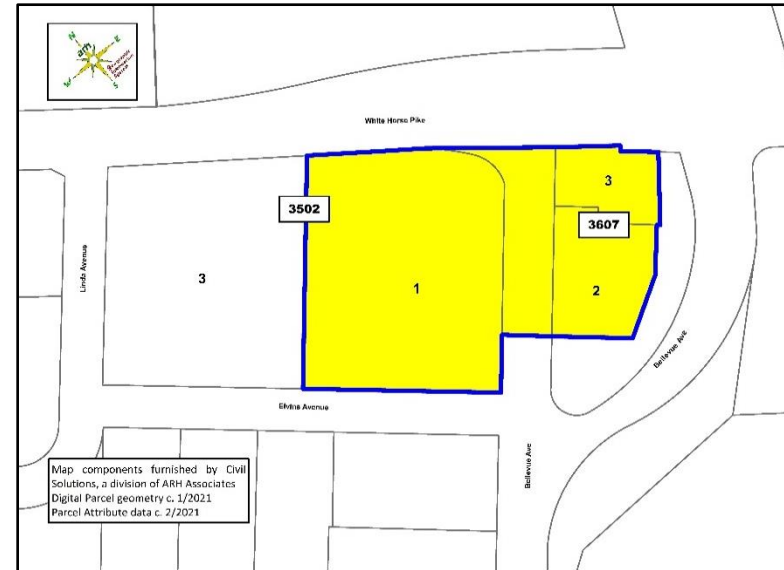 N
E
arh
W
S
White Horse Pike
3
3502
3607
Linda Avenue
3
1
2
Bellevue Ave
Elvins Avenue
Bellevue Ave
Map components furnished by Civil
Solutions, a division of ARH Associates
Digital Parcel geometry c. 1/2021
Parcel Attribute data c. 2/2021